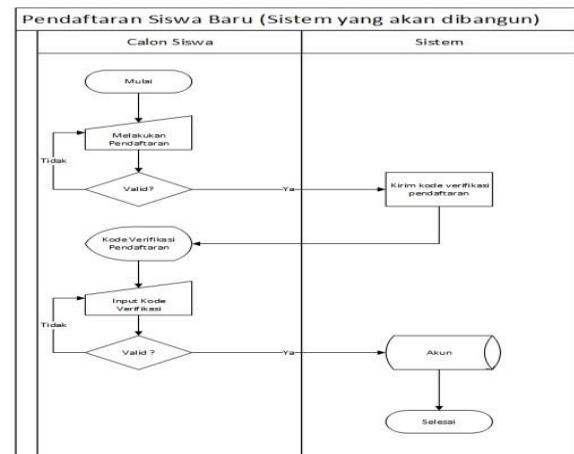 Pendaftaran Siswa Baru (Sistem yang akan dibangun)
Calon Siswa
Sistem
Mulai
Melakukan
Pendaftaran
Tidak
Valid?
Ya
Kirim kode verifikasi
pendaftaran
Kode Verifikasi
Pendaftaran
Input Kode
Verifikasi
Tidak
Valid ?
Ya
Akun
Selesai